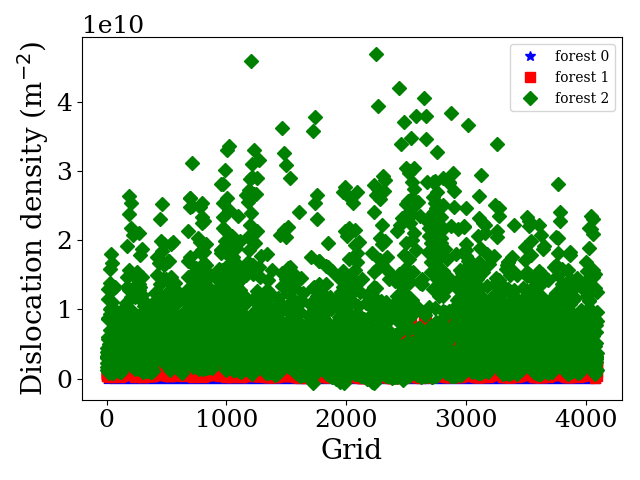 1e10
Dislocation density (m⁻²)
4
3
2
1
0
forest 0
forest 1
forest 2
0 1000 2000 3000 4000
Grid